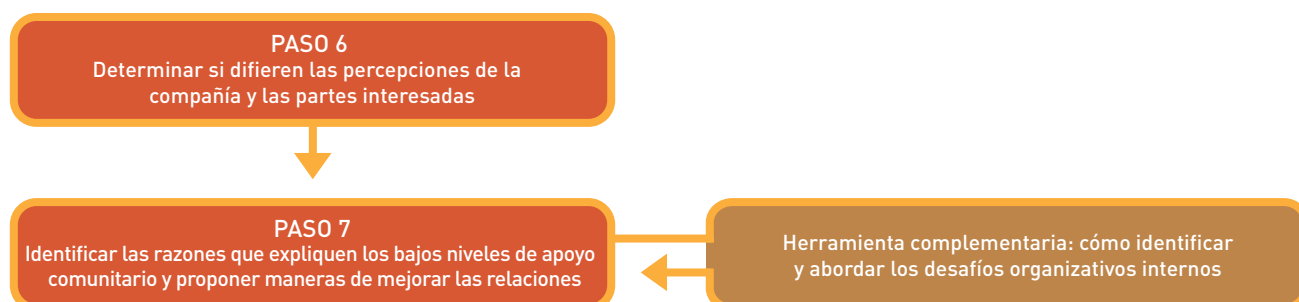 PASO 6
Determinar si difieren las percepciones de la
compañía y las partes interesadas
PASO 7
Identificar las razones que expliquen los bajos niveles de apoyo
comunitario y proponer maneras de mejorar las relaciones
Herramienta complementaria: cómo identificar
y abordar los desafíos organizativos internos